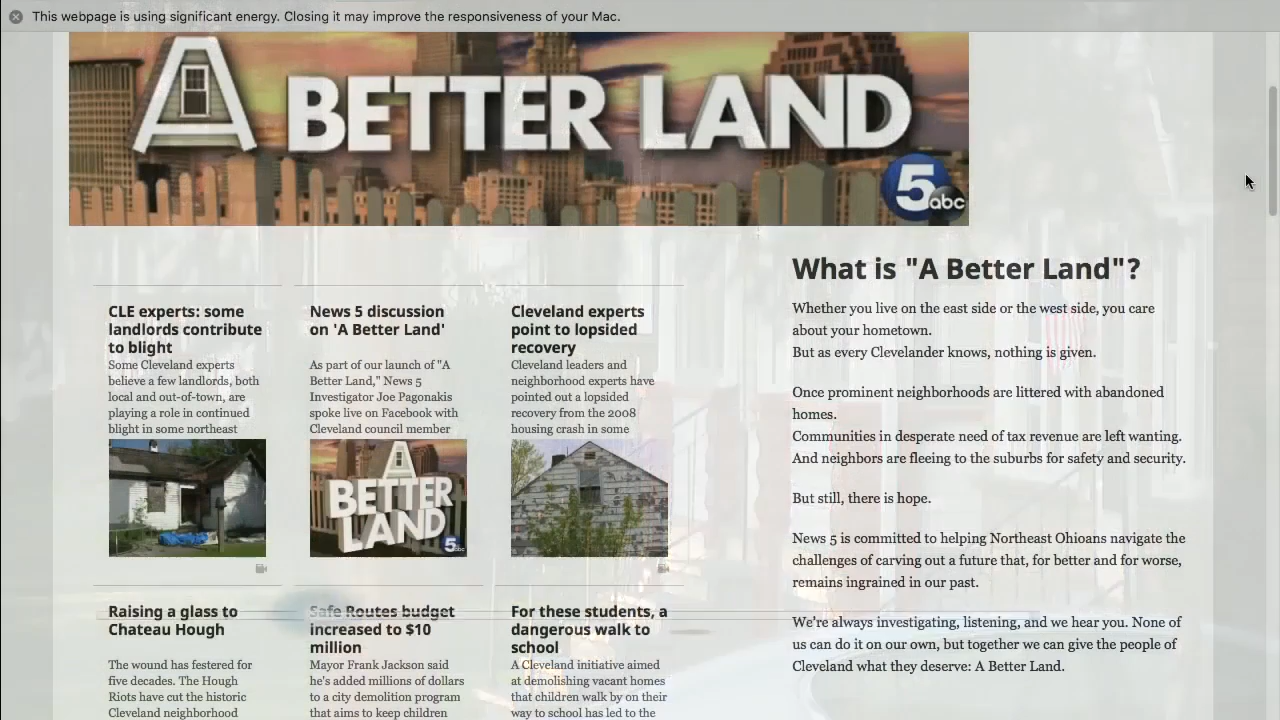 This webpage is using significant energy. Closing it may improve the responsiveness of your Mac.
A BETTER LAND
5 abc
CLE experts: some
landlords contribute
to blight
Some Cleveland experts
believe a few landlords, both
local and out-of-town, are
playing a role in continued
blight in some northeast
News 5 discussion
on 'A Better Land'
As part of our launch of "A
Better Land," News 5
Investigator Joe Pagonakis
spoke live on Facebook with
Cleveland council member
A
BETTER
LAND
5 abc
Cleveland experts
point to lopsided
recovery
Cleveland leaders and
neighborhood experts have
pointed out a lopsided
recovery from the 2008
housing crash in some
Raising a glass to
Chateau Hough
The wound has festered for
five decades. The Hough
Riots have cut the historic
Cleveland neighborhood
Safe Routes budget
increased to $10
million
Mayor Frank Jackson said
he's added millions of dollars
to a city demolition program
that aims to keep children
For these students, a
dangerous walk to
school
A Cleveland initiative aimed
at demolishing vacant homes
that children walk by on their
way to school has led to the
What is "A Better Land"?
Whether you live on the east side or the west side, you care
about your hometown.
But as every Clevelander knows, nothing is given.
Once prominent neighborhoods are littered with abandoned
homes.
Communities in desperate need of tax revenue are left wanting.
And neighbors are fleeing to the suburbs for safety and security.
But still, there is hope.
News 5 is committed to helping Northeast Ohioans navigate the
challenges of carving out a future that, for better and for worse,
remains ingrained in our past.
We're always investigating, listening, and we hear you. None of
us can do it on our own, but together we can give the people of
Cleveland what they deserve: A Better Land.